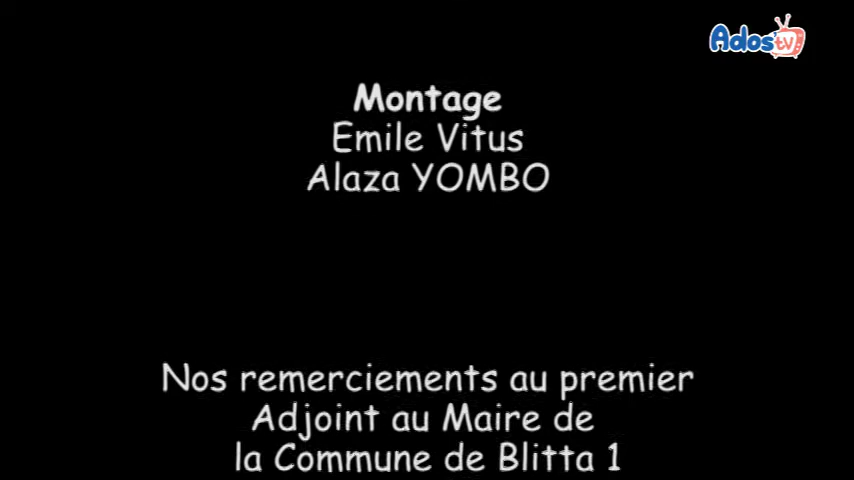 Ados tv
Montage
Emile Vitus
Alaza YOMBO
Nos remerciements au premier
Adjoint au Maire de
la Commune de Blitta 1